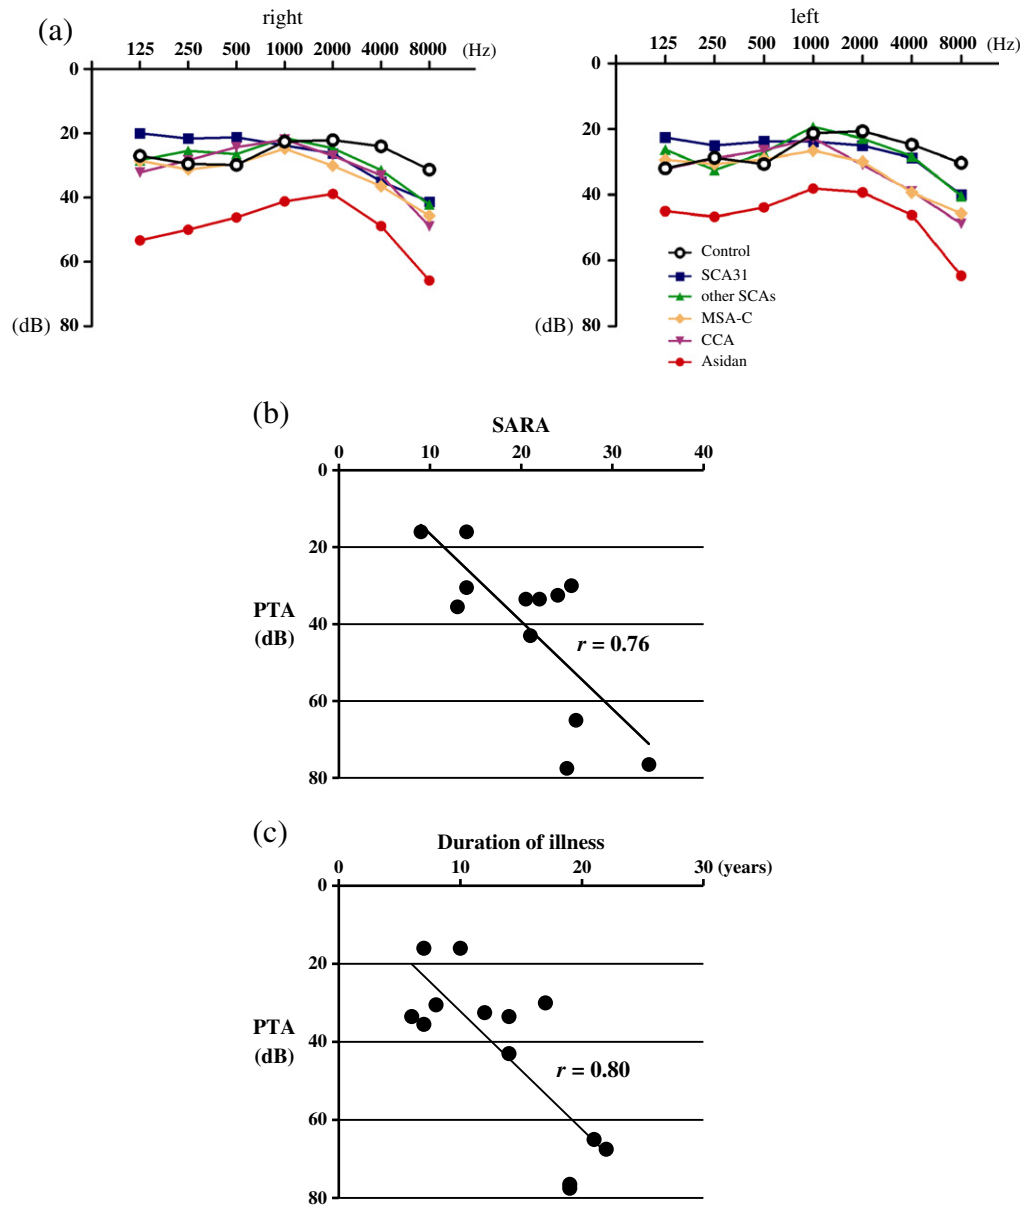 (a)
right
125 250 500 1000 2000 4000 8000 (Hz)
0
20
40
60
(dB) 80
left
125 250 500 1000 2000 4000 8000 (Hz)
0
20
40
60
(dB) 80
Control
SCA31
other SCAs
MSA-C
CCA
Asidan
(b)
SARA
0 10 20 30 40
0
20
40
60
80
PTA
(dB)
r = 0.76
(c)
Duration of illness
0 10 20 30 (years)
0
20
40
60
80
PTA
(dB)
r = 0.80